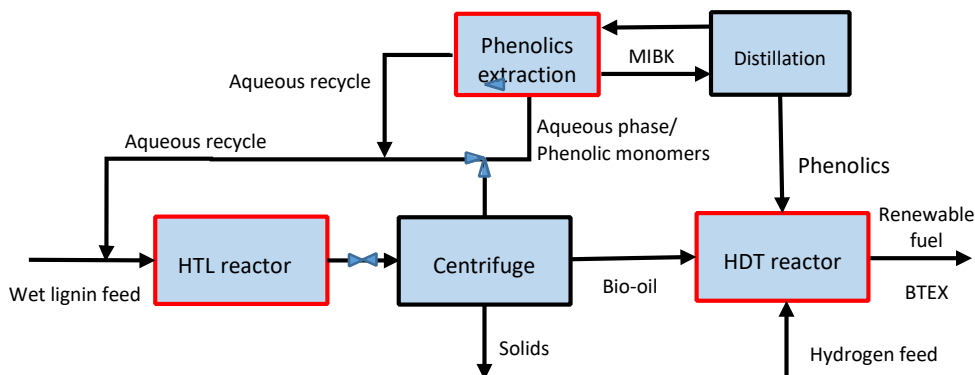 Phenolics
extraction
MIBK
Distillation
Aqueous recycle
Aqueous recycle
Aqueous phase/
Phenolic monomers
Phenolics
Renewable
fuel
HTL reactor
Centrifuge
HDT reactor
Wet lignin feed
Bio-oil
BTEX
Solids
Hydrogen feed